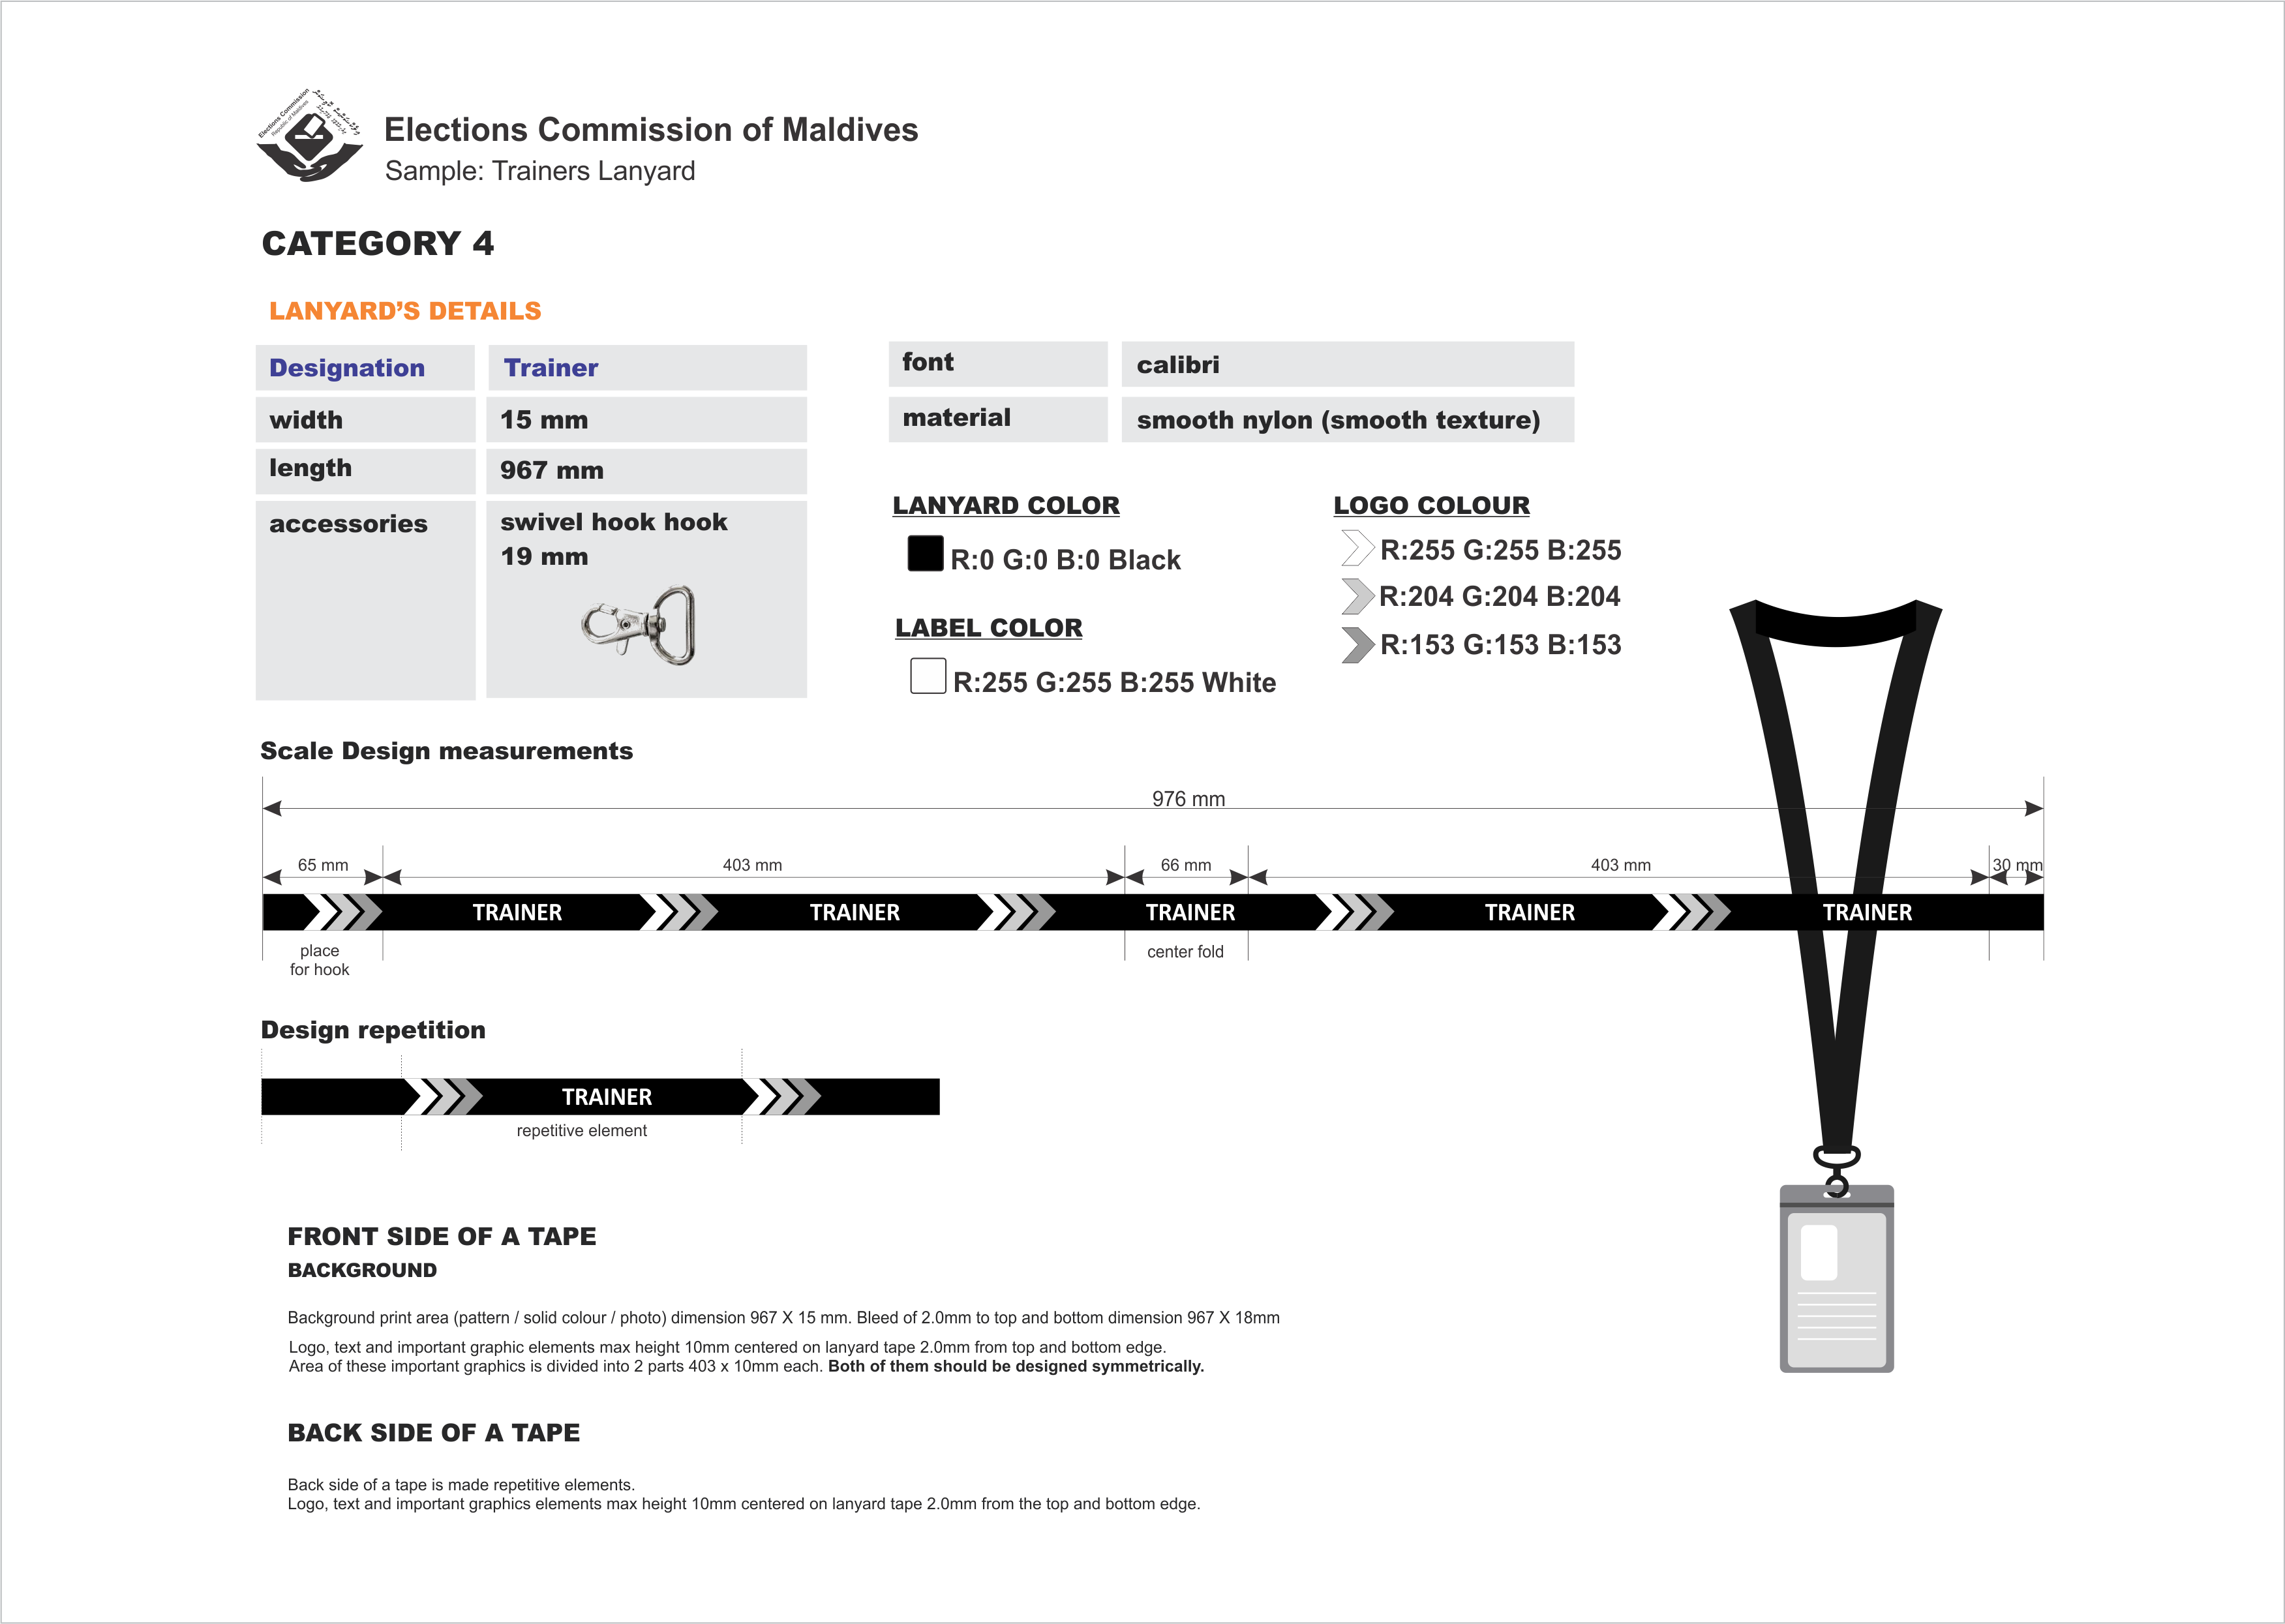 Elections Commission
Republic of Maldives
Elections Commission of Maldives
Sample: Trainers Lanyard
CATEGORY 4
LANYARD'S DETAILS
Designation Trainer
width 15 mm
length 967 mm
accessories swivel hook hook
19 mm
font calibri
material smooth nylon (smooth texture)
LANYARD COLOR
R:0 G:0 B:0 Black
LABEL COLOR
R:255 G:255 B:255 White
LOGO COLOUR
R:255 G:255 B:255
R:204 G:204 B:204
R:153 G:153 B:153
Scale Design measurements
976 mm
65 mm 403 mm 66 mm 403 mm 30 mm
TRAINER TRAINER TRAINER TRAINER TRAINER
place
for hook
center fold
Design repetition
TRAINER
repetitive element
FRONT SIDE OF A TAPE
BACKGROUND
Background print area (pattern / solid colour / photo) dimension 967 X 15 mm. Bleed of 2.0mm to top and bottom dimension 967 X 18mm
Logo, text and important graphic elements max height 10mm centered on lanyard tape 2.0mm from top and bottom edge.
Area of these important graphics is divided into 2 parts 403 x 10mm each. Both of them should be designed symmetrically.
BACK SIDE OF A TAPE
Back side of a tape is made repetitive elements.
Logo, text and important graphics elements max height 10mm centered on lanyard tape 2.0mm from the top and bottom edge.